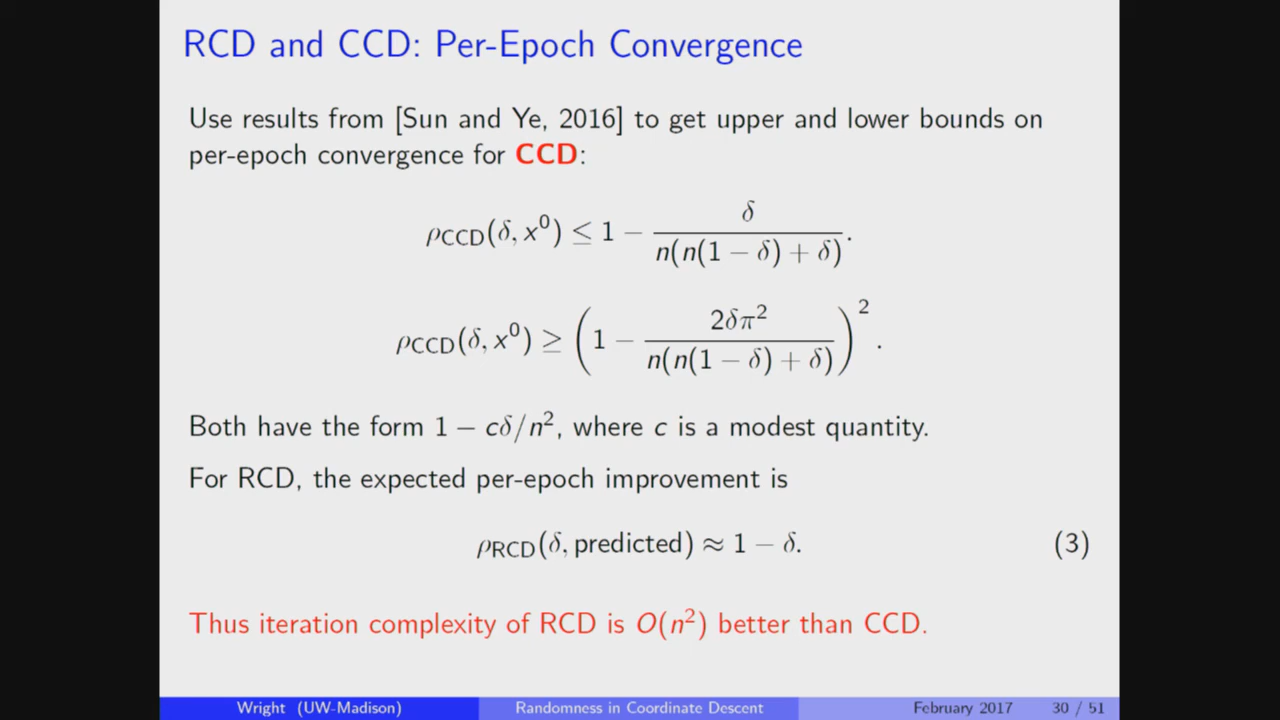 RCD and CCD: Per-Epoch Convergence
Use results from [Sun and Ye, 2016] to get upper and lower bounds on
per-epoch convergence for CCD:
ρCCD(δ, x⁰) ≤ 1 − δ / n(n(1 − δ) + δ).
ρCCD(δ, x⁰) ≥ (1 − 2δπ² / n(n(1 − δ) + δ))².
Both have the form 1 − cδ/n², where c is a modest quantity.
For RCD, the expected per-epoch improvement is
ρRCD(δ, predicted) ≈ 1 − δ. (3)
Thus iteration complexity of RCD is O(n²) better than CCD.
Wright (UW-Madison) Randomness in Coordinate Descent February 2017 30 / 51